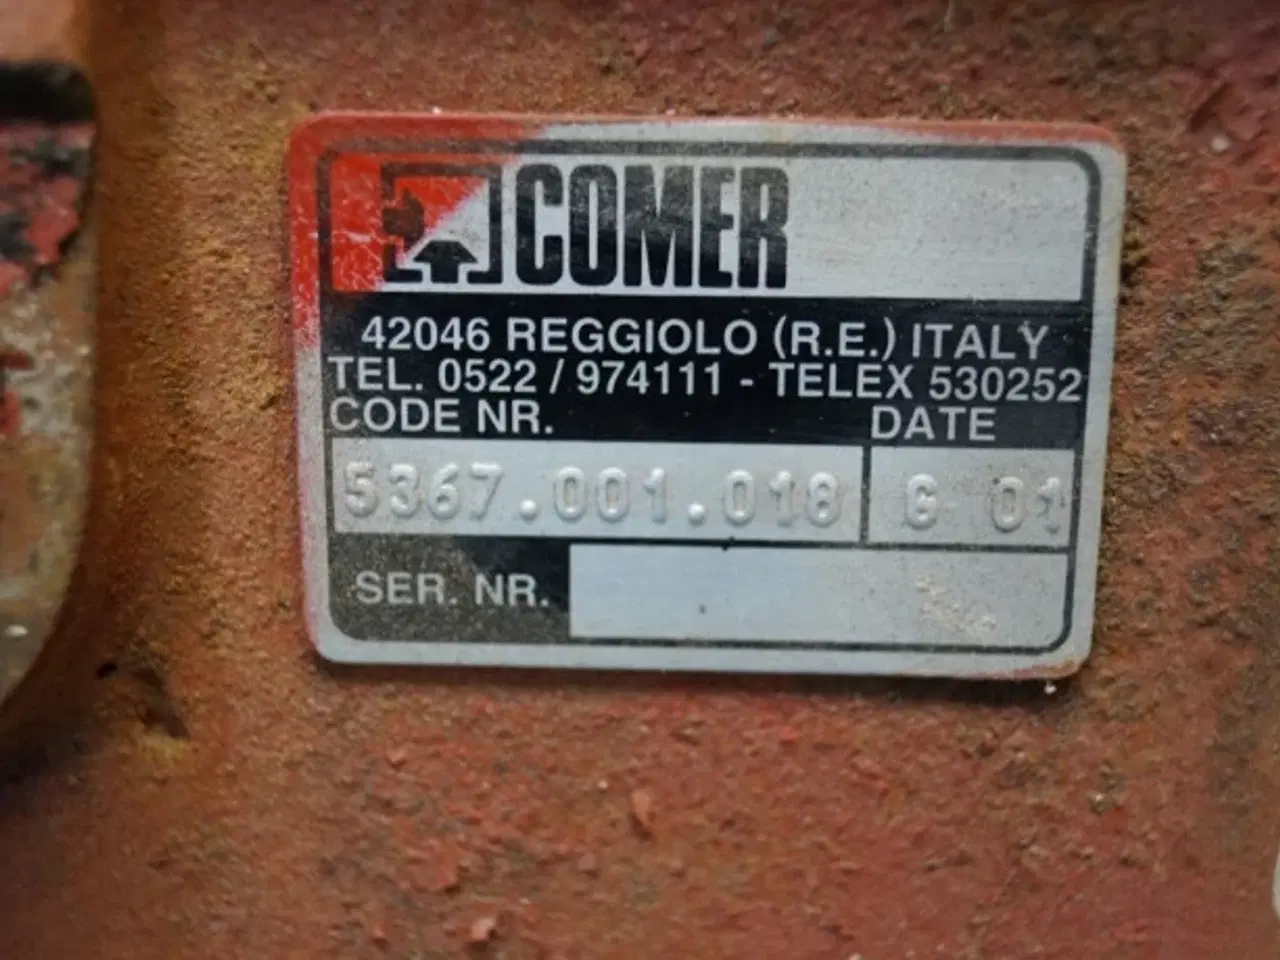 COMER
42046 REGGIOLO (R.E.) ITALY
TEL. 0522 / 974111 - TELEX 530252
CODE NR. DATE
5367.001.018 G 01
SER. NR.